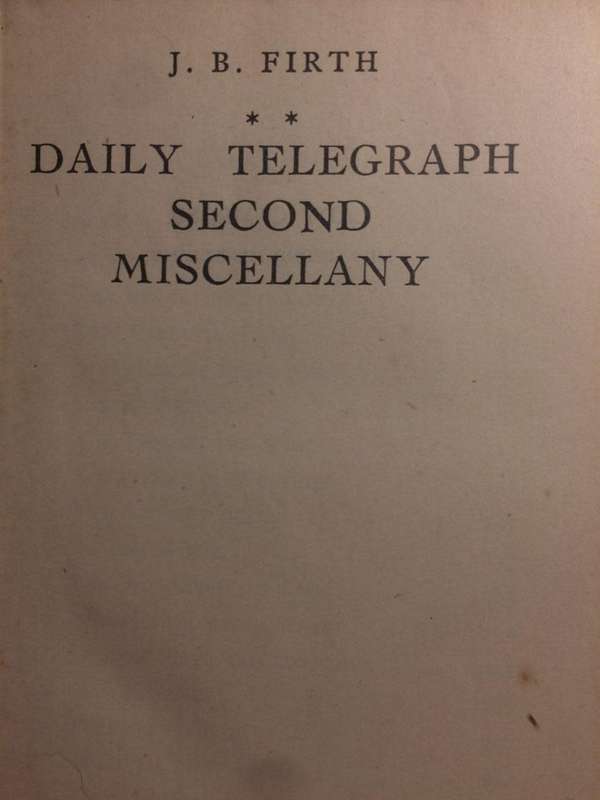 J. B. FIRTH
* *
DAILY TELEGRAPH
SECOND
MISCELLANY